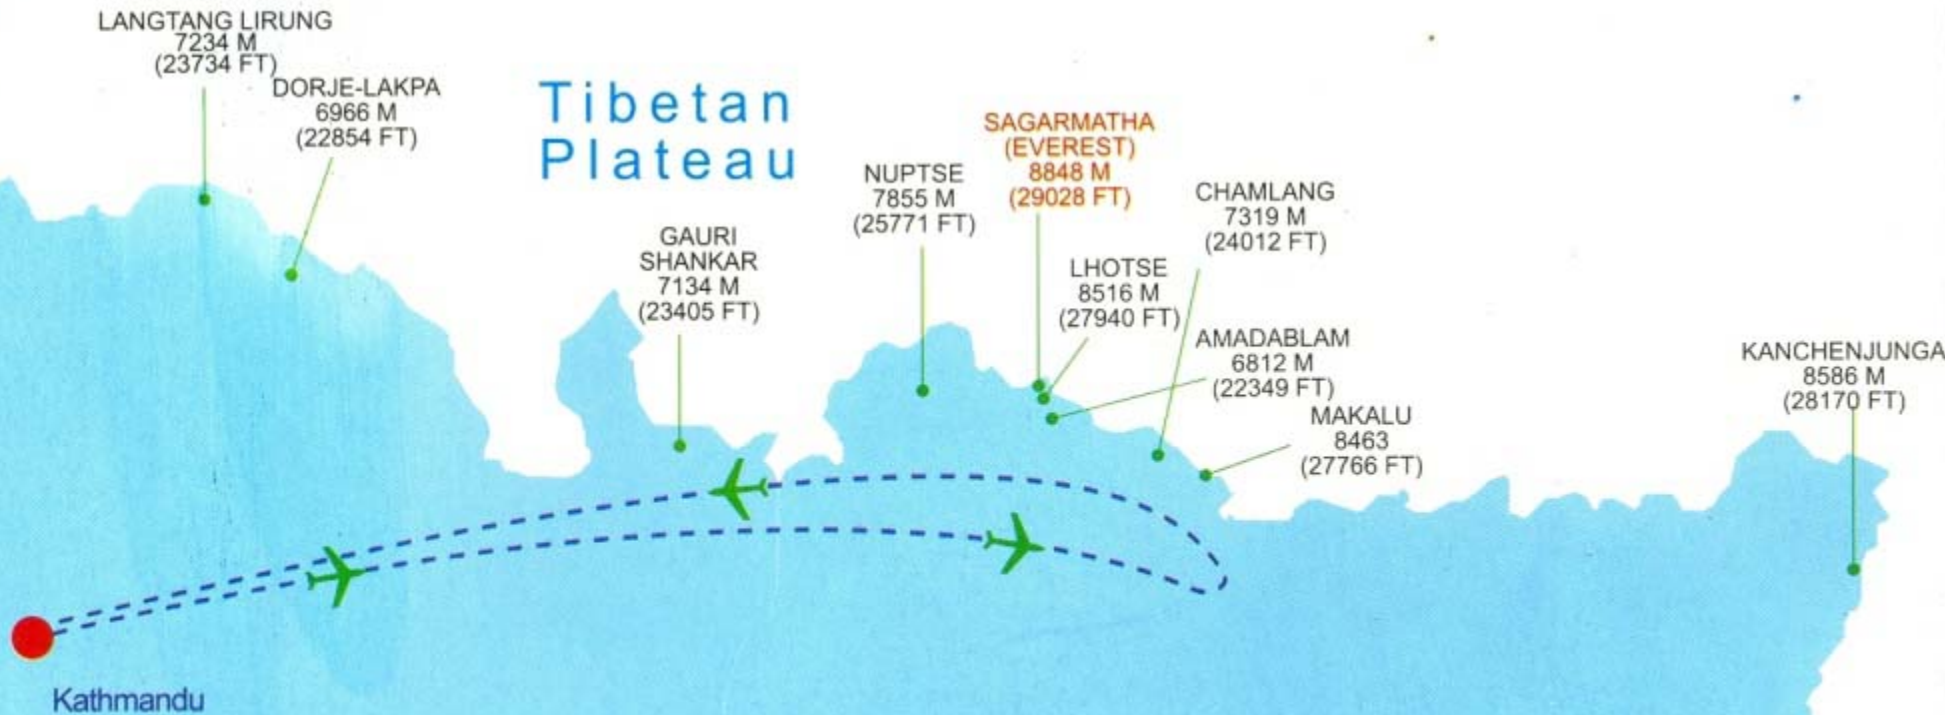 LANGTANG LIRUNG
7234 M
(23734 FT)
DORJE-LAKPA
6966 M
(22854 FT)
Tibetan
Plateau
GAURI
SHANKAR
7134 M
(23405 FT)
NUPTSE
7855 M
(25771 FT)
SAGARMATHA
(EVEREST)
8848 M
(29028 FT)
LHOTSE
8516 M
(27940 FT)
CHAMLANG
7319 M
(24012 FT)
AMADABLAM
6812 M
(22349 FT)
MAKALU
8463
(27766 FT)
KANCHENJUNGA
8586 M
(28170 FT)
Kathmandu